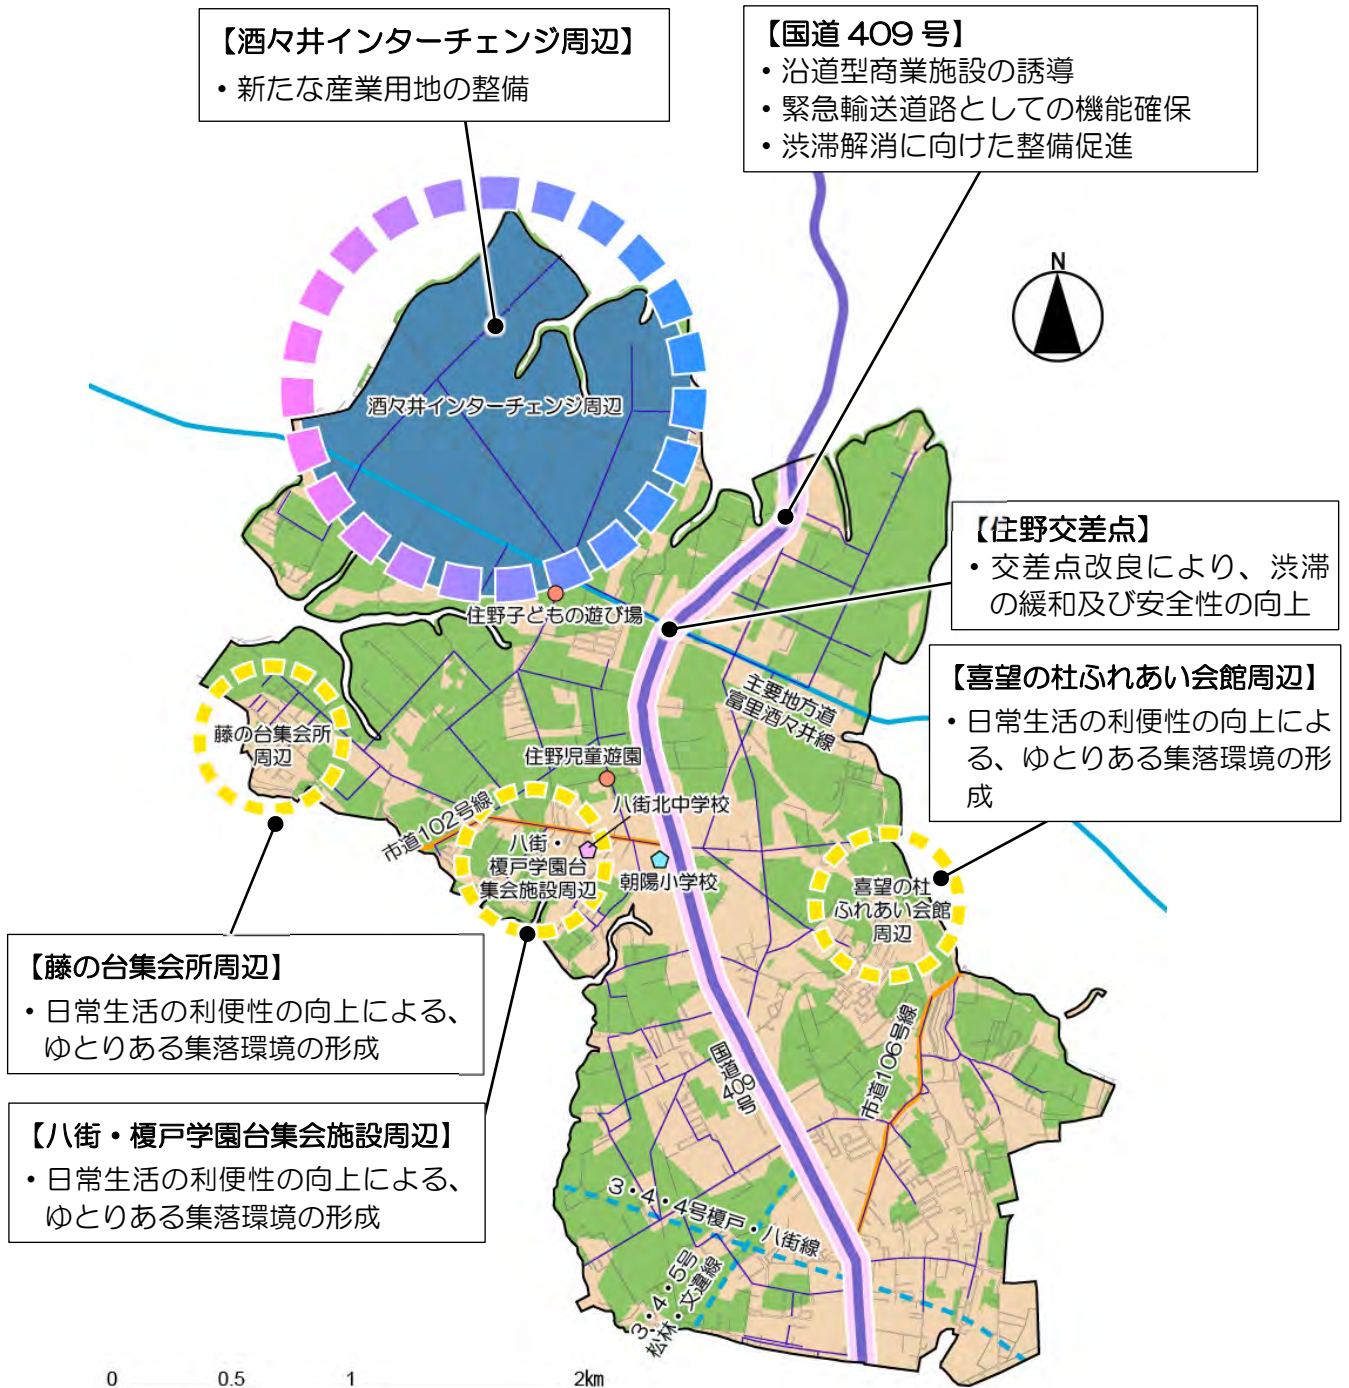 【酒々井インターチェンジ周辺】
・新たな産業用地の整備
【国道 409 号】
・沿道型商業施設の誘導
・緊急輸送道路としての機能確保
・渋滞解消に向けた整備促進
N
酒々井インターチェンジ周辺
【住野交差点】
・交差点改良により、渋滞
の緩和及び安全性の向上
住野子どもの遊び場
【喜望の杜ふれあい会館周辺】
・日常生活の利便性の向上によ
る、ゆとりある集落環境の形
成
主要地方道
富里酒々井線
藤の台集会所
周辺
住野児童遊園
八街北中学校
市道102号線
八街・
榎戸学園台
集会施設周辺
朝陽小学校
喜望の杜
ふれあい会館
周辺
【藤の台集会所周辺】
・日常生活の利便性の向上による、
ゆとりある集落環境の形成
国道
409
号
市道106号線
【八街・榎戸学園台集会施設周辺】
・日常生活の利便性の向上による、
ゆとりある集落環境の形成
3・4・4号榎戸・八街線
3・4・5号
松林・文違線
0 0.5 1 2km